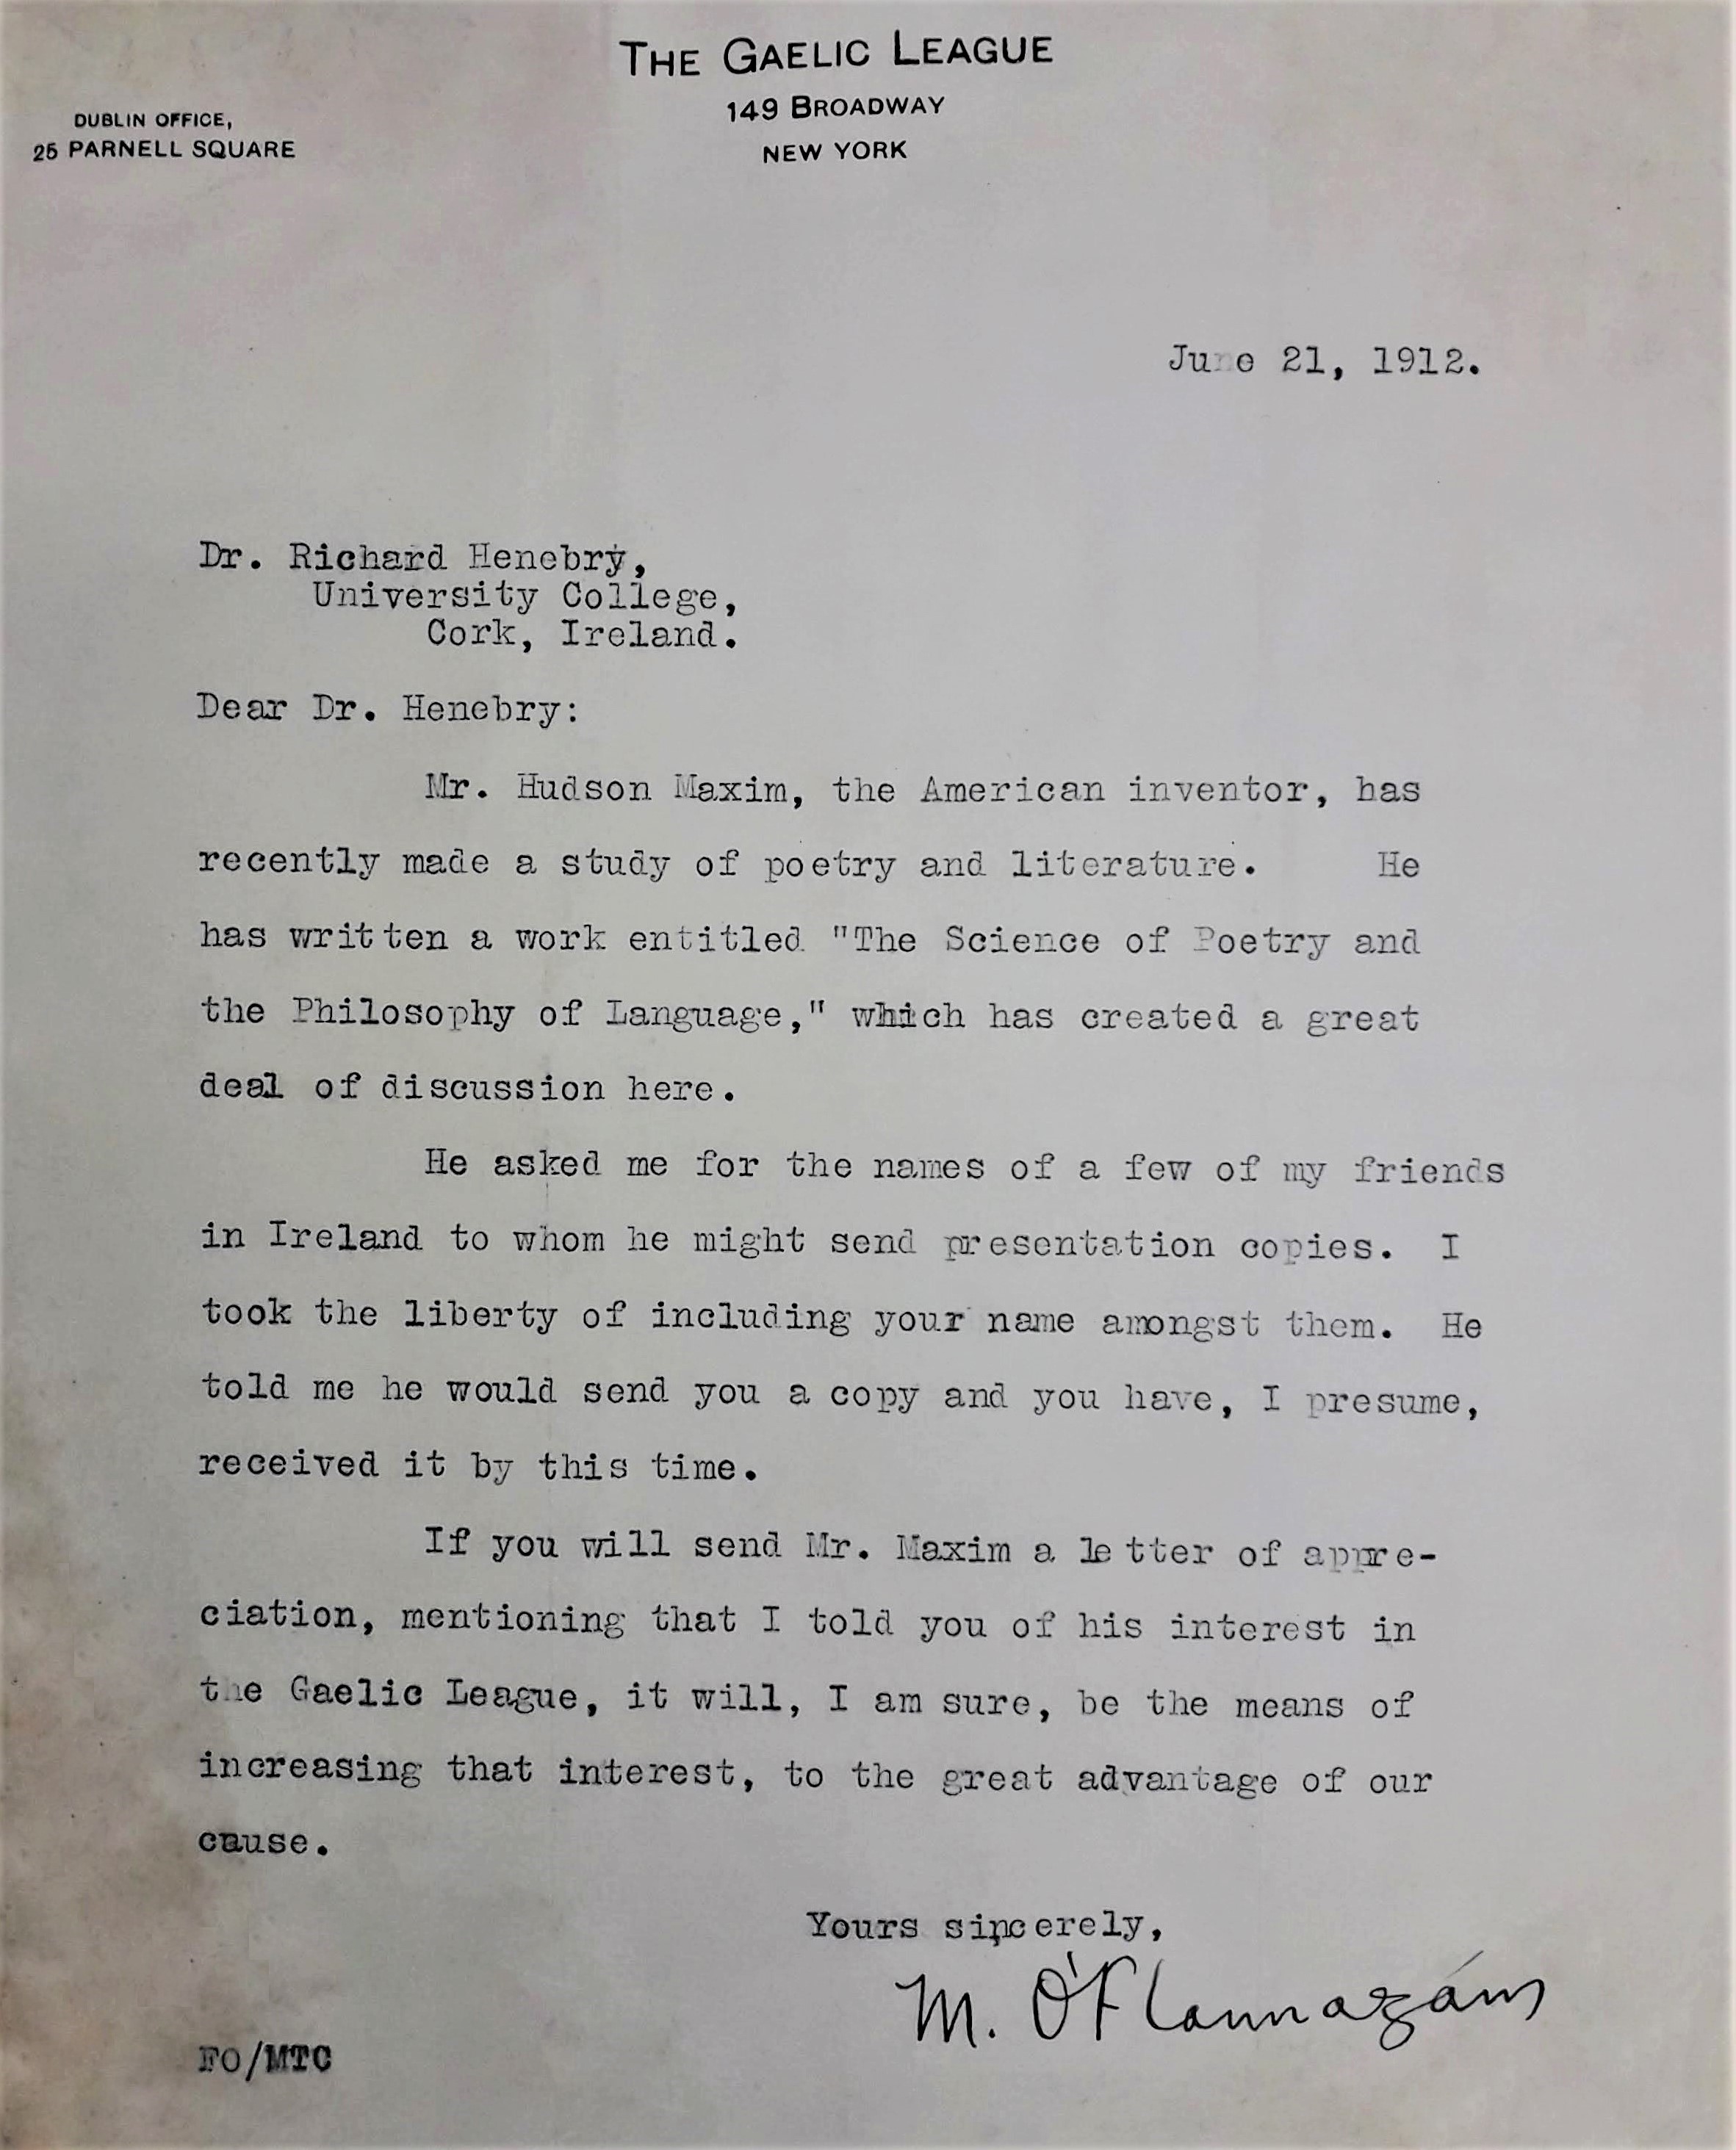 THE GAELIC LEAGUE
149 BROADWAY
NEW YORK
DUBLIN OFFICE,
25 PARNELL SQUARE
June 21, 1912.
Dr. Richard Henebry,
University College,
Cork, Ireland.
Dear Dr. Henebry:
Mr. Hudson Maxim, the American inventor, has
recently made a study of poetry and literature. He
has written a work entitled "The Science of Poetry and
the Philosophy of Language," which has created a great
deal of discussion here.
He asked me for the names of a few of my friends
in Ireland to whom he might send presentation copies. I
took the liberty of including your name amongst them. He
told me he would send you a copy and you have, I presume,
received it by this time.
If you will send Mr. Maxim a letter of appre-
ciation, mentioning that I told you of his interest in
the Gaelic League, it will, I am sure, be the means of
increasing that interest, to the great advantage of our
cause.
Yours sincerely,
M. O'Flannagáin
FO/MTC